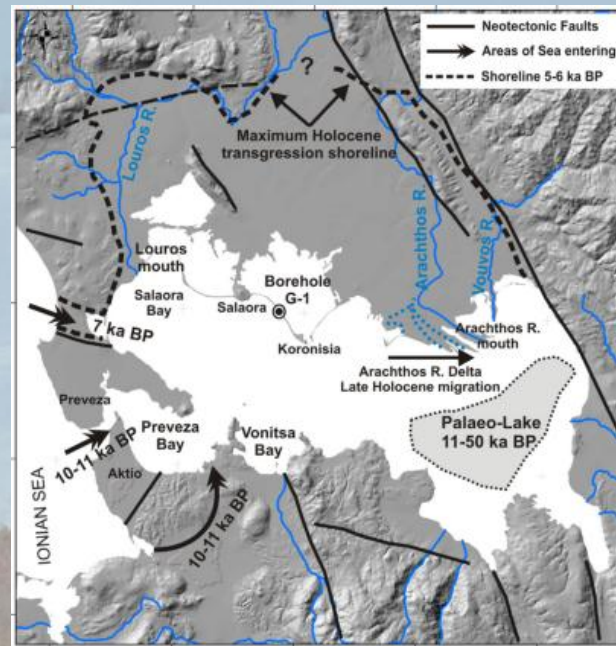 Neotectonic Faults
Areas of Sea entering
Shoreline 5-6 ka BP
?
Maximum Holocene
transgression shoreline
Louros R.
Arachthos R.
Vouvos R.
Louros
mouth
Salaora
Bay
Salaora
Borehole
G-1
Koronisia
7 ka BP
Arachthos R.
mouth
Arachthos R. Delta
Late Holocene migration
Preveza
Preveza
Bay
Vonitsa
Bay
Palaeo-Lake
11-50 ka BP
10-11 ka BP
Aktio
10-11 ka BP
IONIAN SEA